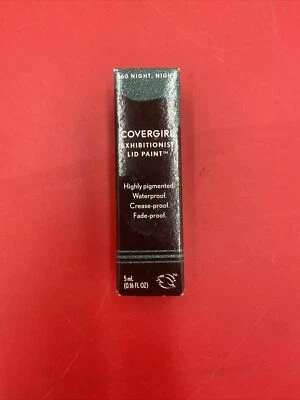 60 NIGHT, NIGH
COVERGIRL
EXHIBITIONIST
LID PAINT™
Highly pigmented.
Waterproof.
Crease-proof.
Fade-proof.
5 mL
(0.16 FL OZ)